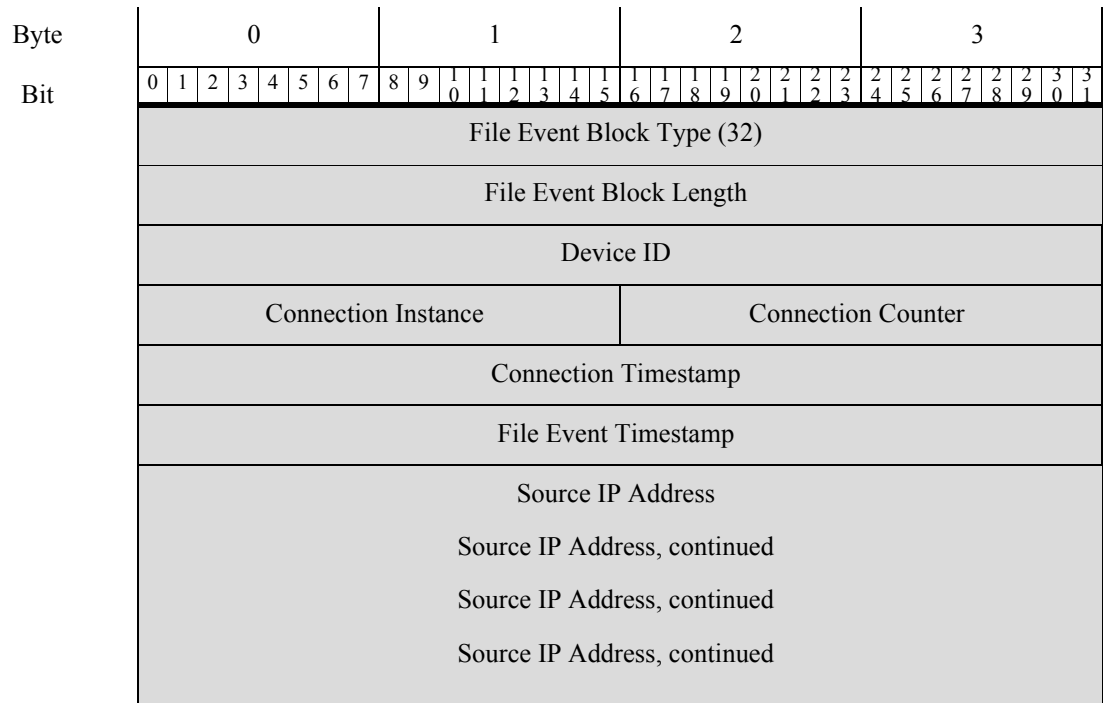 Byte 0 1 2 3
Bit 0 1 2 3 4 5 6 7 8 9 10 11 12 13 14 15 16 17 18 19 20 21 22 23 24 25 26 27 28 29 30 31
File Event Block Type (32)
File Event Block Length
Device ID
Connection Instance Connection Counter
Connection Timestamp
File Event Timestamp
Source IP Address
Source IP Address, continued
Source IP Address, continued
Source IP Address, continued